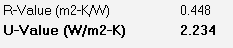 R-Value (m2-K/W) 0.448
U-Value (W/m2-K) 2.234